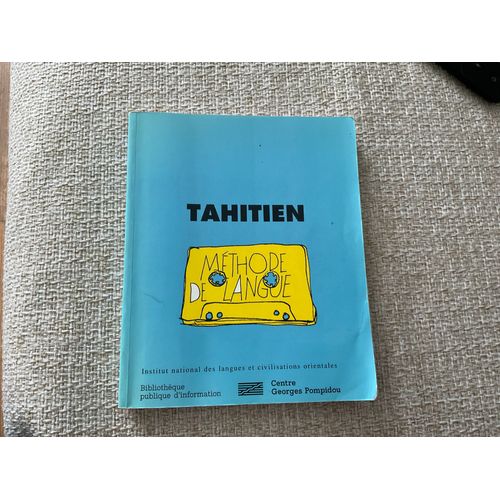 TAHITIEN
MÉTHODE
DE LANGUE
Institut national des langues et civilisations orientales
Bibliothèque
publique d'information
Centre
Georges Pompidou